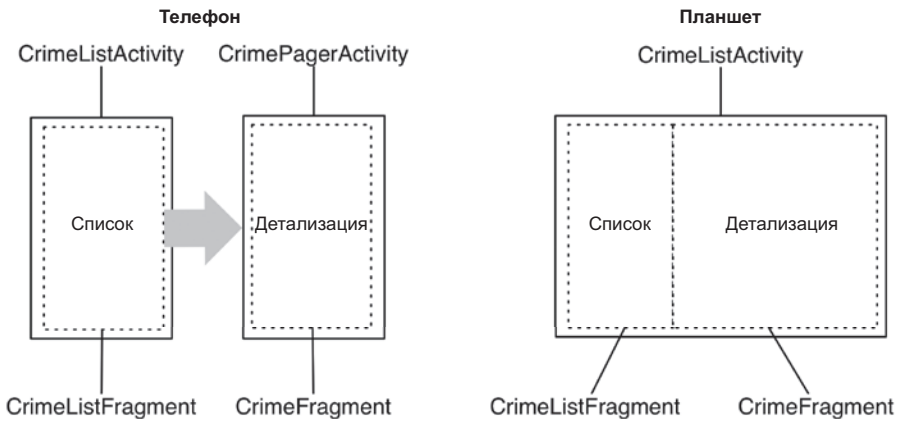 Телефон
CrimeListActivity
CrimePagerActivity
Список
Детализация
CrimeListFragment
CrimeFragment
Планшет
CrimeListActivity
Список
Детализация
CrimeListFragment
CrimeFragment